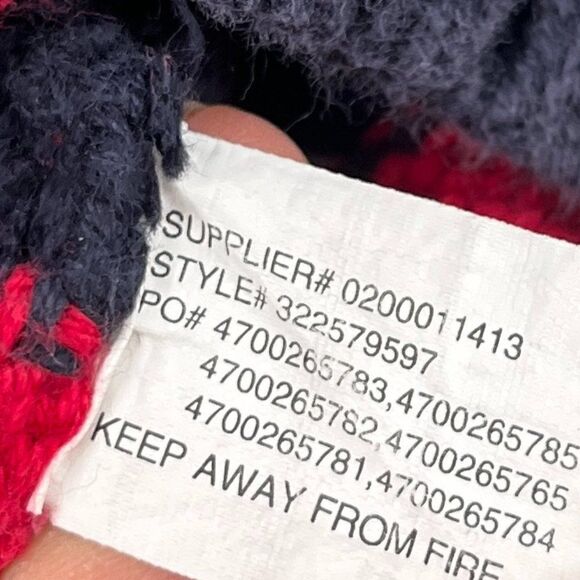 SUPPLIER# 0200011413
STYLE# 322579597
PO# 4700265783,4700265785
4700265782,4700265765
4700265781,4700265784
KEEP AWAY FROM FIRE